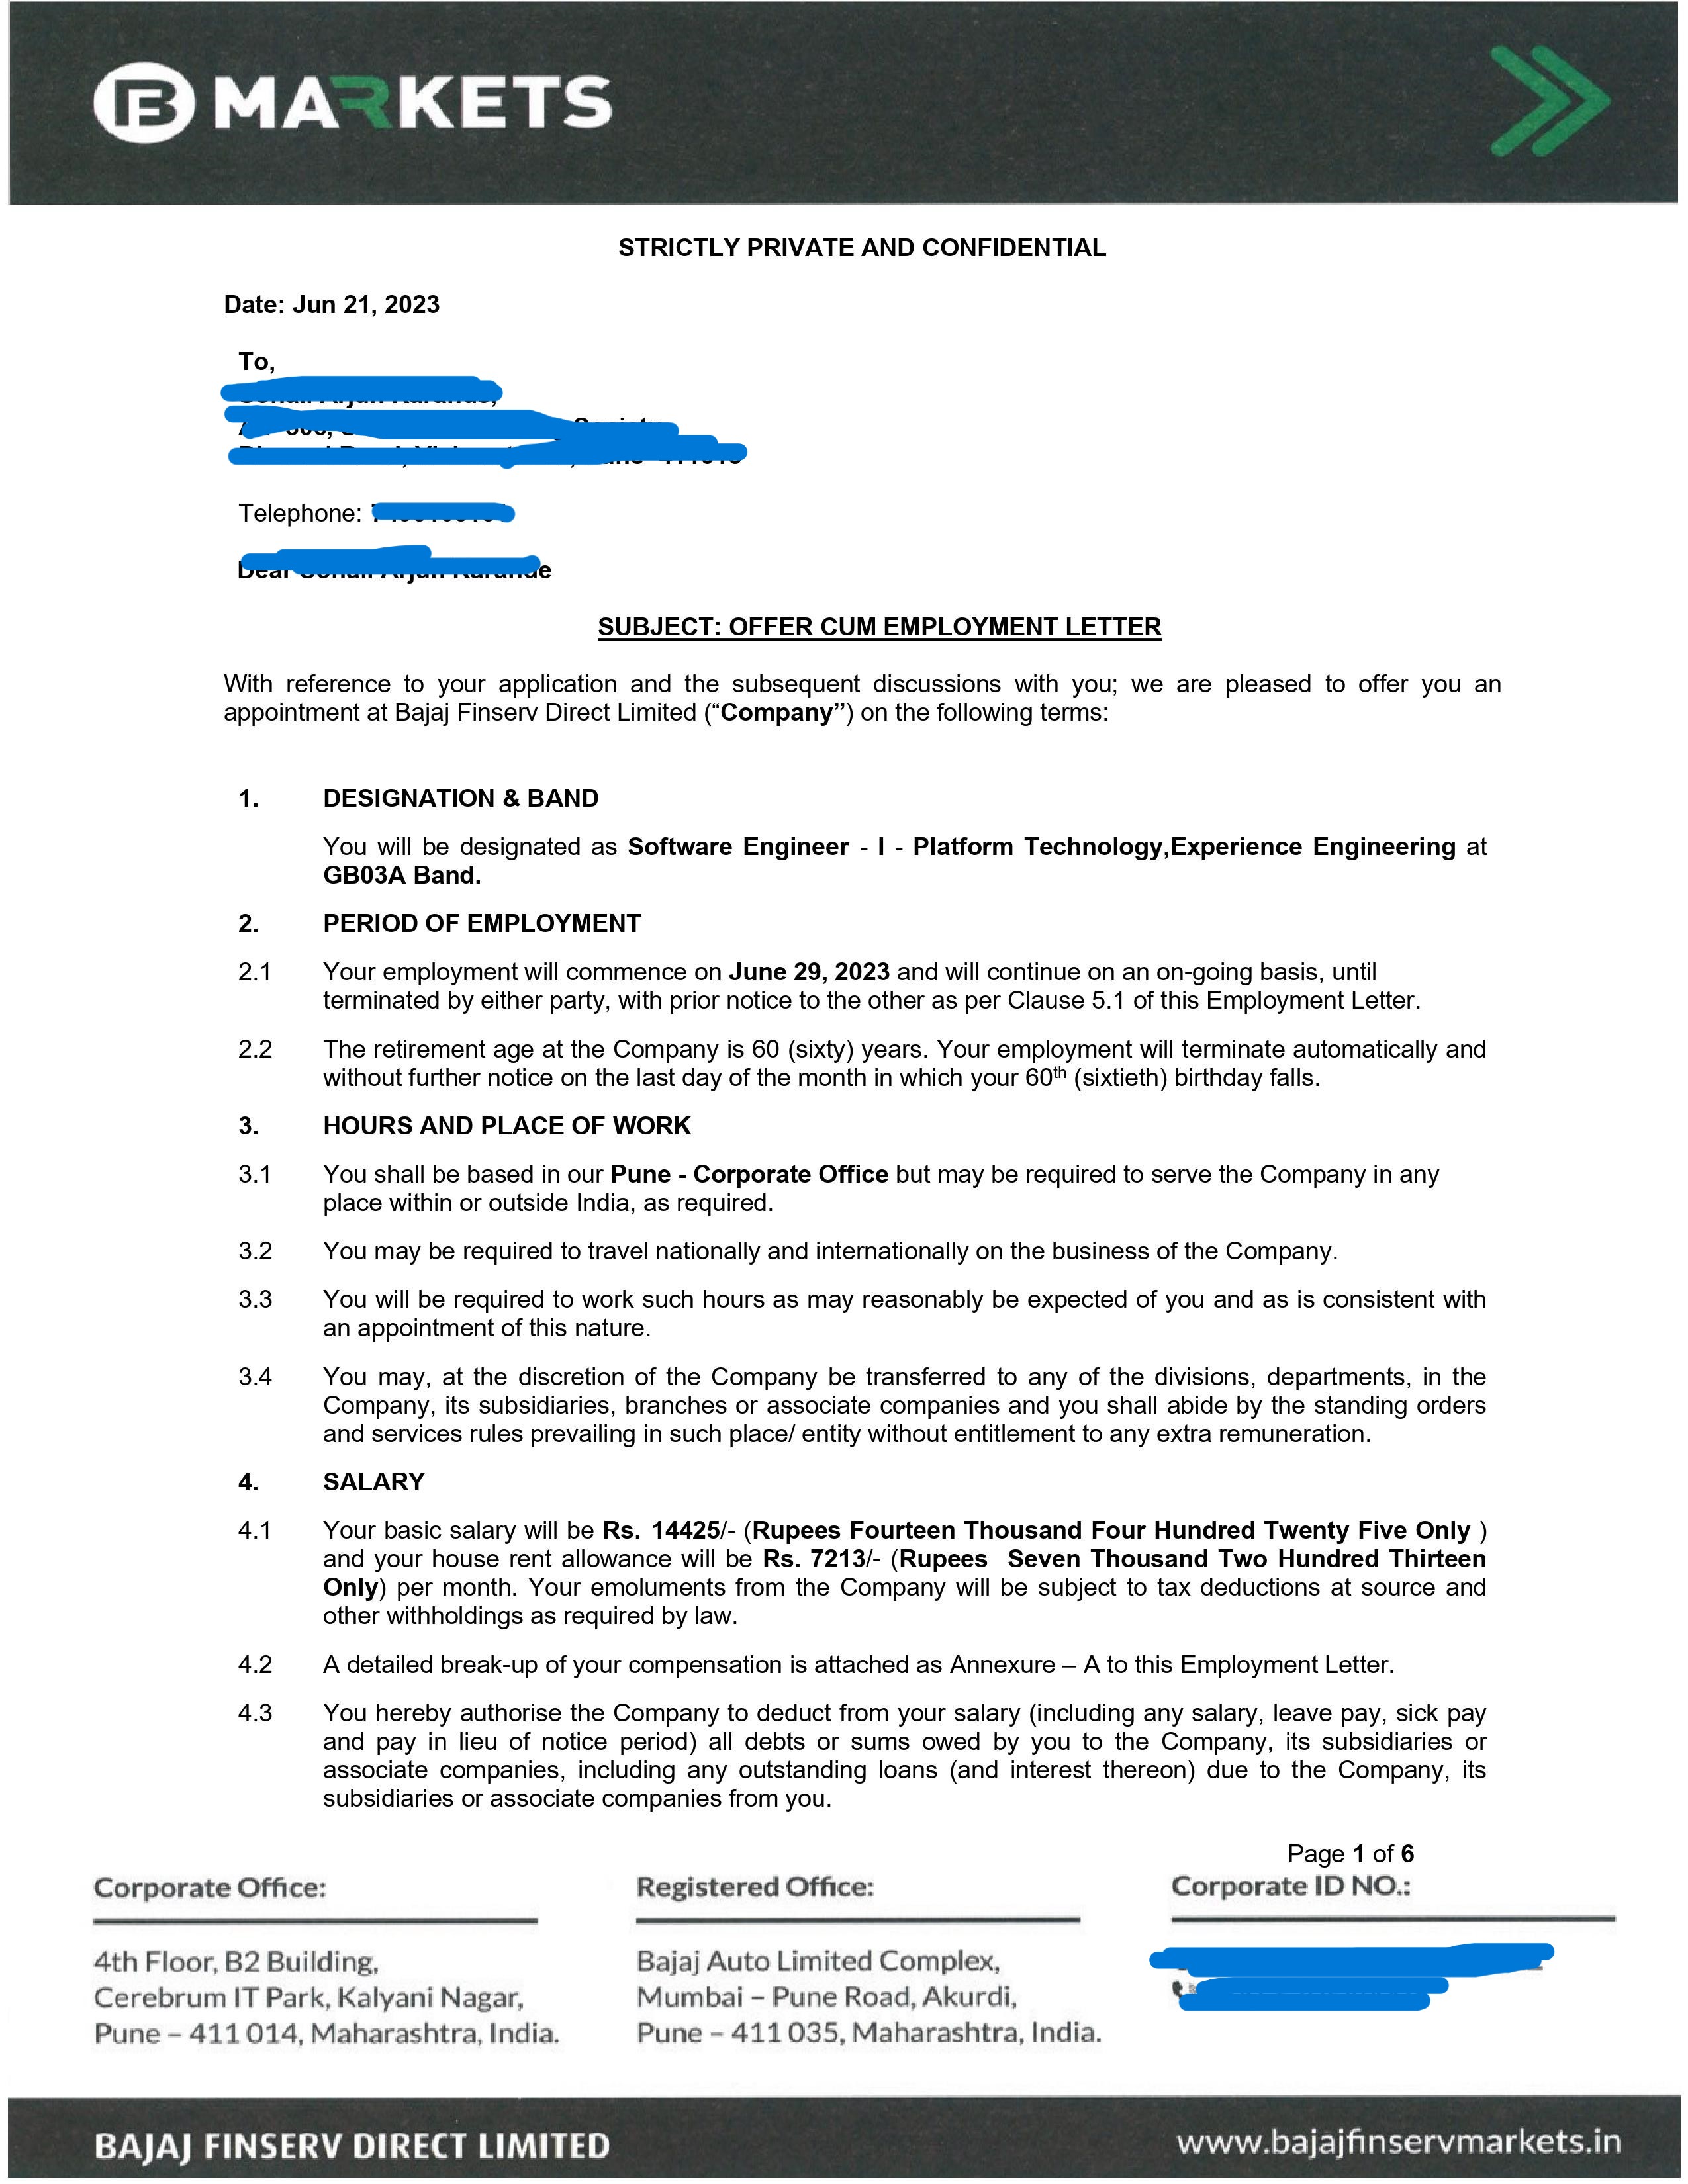 MARKETS
STRICTLY PRIVATE AND CONFIDENTIAL
Date: Jun 21, 2023
To,
Telephone:
Dear
SUBJECT: OFFER CUM EMPLOYMENT LETTER
With reference to your application and the subsequent discussions with you; we are pleased to offer you an
appointment at Bajaj Finserv Direct Limited (“Company”) on the following terms:
1. DESIGNATION & BAND
You will be designated as Software Engineer - I - Platform Technology,Experience Engineering at
GB03A Band.
2. PERIOD OF EMPLOYMENT
2.1 Your employment will commence on June 29, 2023 and will continue on an on-going basis, until
terminated by either party, with prior notice to the other as per Clause 5.1 of this Employment Letter.
2.2 The retirement age at the Company is 60 (sixty) years. Your employment will terminate automatically and
without further notice on the last day of the month in which your 60th (sixtieth) birthday falls.
3. HOURS AND PLACE OF WORK
3.1 You shall be based in our Pune - Corporate Office but may be required to serve the Company in any
place within or outside India, as required.
3.2 You may be required to travel nationally and internationally on the business of the Company.
3.3 You will be required to work such hours as may reasonably be expected of you and as is consistent with
an appointment of this nature.
3.4 You may, at the discretion of the Company be transferred to any of the divisions, departments, in the
Company, its subsidiaries, branches or associate companies and you shall abide by the standing orders
and services rules prevailing in such place/ entity without entitlement to any extra remuneration.
4. SALARY
4.1 Your basic salary will be Rs. 14425/- (Rupees Fourteen Thousand Four Hundred Twenty Five Only )
and your house rent allowance will be Rs. 7213/- (Rupees Seven Thousand Two Hundred Thirteen
Only) per month. Your emoluments from the Company will be subject to tax deductions at source and
other withholdings as required by law.
4.2 A detailed break-up of your compensation is attached as Annexure – A to this Employment Letter.
4.3 You hereby authorise the Company to deduct from your salary (including any salary, leave pay, sick pay
and pay in lieu of notice period) all debts or sums owed by you to the Company, its subsidiaries or
associate companies, including any outstanding loans (and interest thereon) due to the Company, its
subsidiaries or associate companies from you.
Page 1 of 6
Corporate Office:
4th Floor, B2 Building,
Cerebrum IT Park, Kalyani Nagar,
Pune – 411 014, Maharashtra, India.
Registered Office:
Bajaj Auto Limited Complex,
Mumbai – Pune Road, Akurdi,
Pune – 411 035, Maharashtra, India.
Corporate ID NO.:
BAJAJ FINSERV DIRECT LIMITED
www.bajajfinservmarkets.in